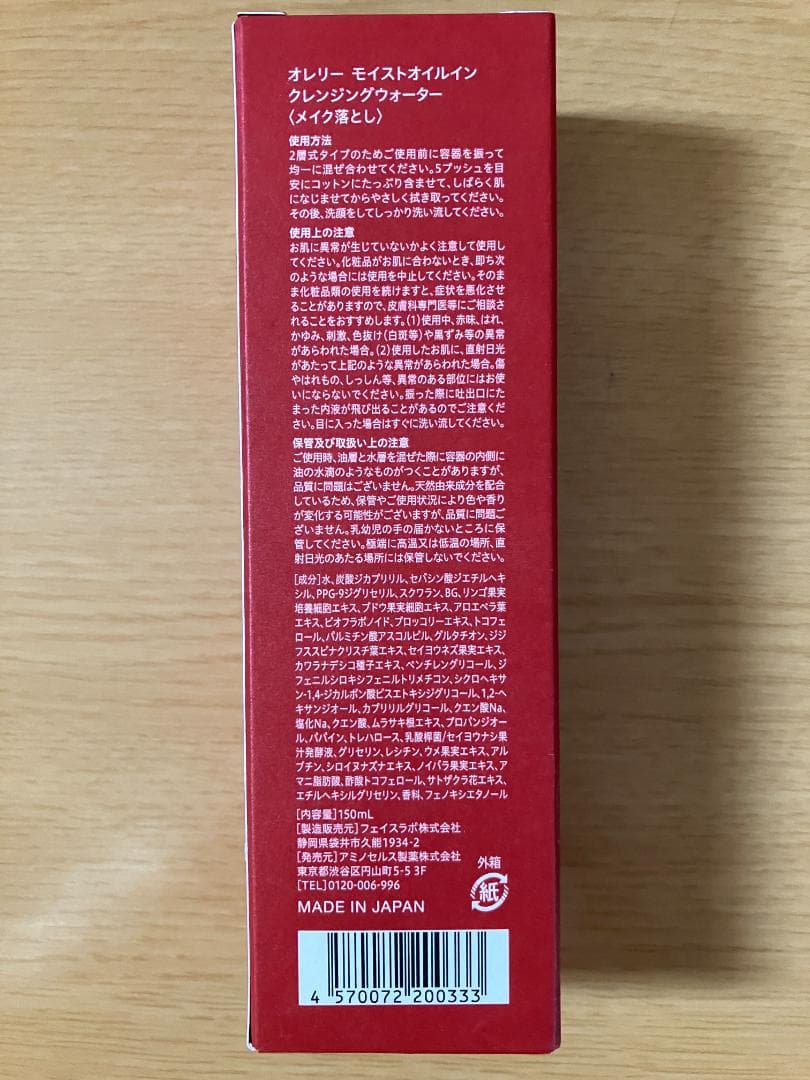 オレリー モイストオイルイン
クレンジングウォーター
〈メイク落とし〉
使用方法
2層式タイプのためご使用前に容器を振って
均一に混ぜ合わせてください。5プッシュを目
安にコットンにたっぷり含ませて、しばらく肌
になじませてからやさしく拭き取ってください。
その後、洗顔をしてしっかり洗い流してください。
使用上の注意
お肌に異常が生じていないかよく注意して使用し
てください。化粧品がお肌に合わないとき、即ち次
のような場合には使用を中止してください。そのま
ま化粧品類の使用を続けますと、症状を悪化させ
ることがありますので、皮膚科専門医等にご相談さ
れることをおすすめします。(1)使用中、赤味、はれ、
かゆみ、刺激、色抜け(白斑等)や黒ずみ等の異常
があらわれた場合。(2)使用したお肌に、直射日光
があたって上記のような異常があらわれた場合。傷
やはれもの、しっしん等、異常のある部位にはお使
いにならないでください。振った際に吐出口にた
まった内液が飛び出ることがあるのでご注意くだ
さい。目に入った場合はすぐに洗い流してください。
保管及び取扱い上の注意
ご使用時、油層と水層を混ぜた際に容器の内側に
油の水滴のようなものがつくことがありますが、
品質に問題はございません。天然由来成分を配合
しているため、保管やご使用状況により色や香り
が変化する可能性がございますが、品質に問題ご
ざいません。乳幼児の手の届かないところに保
管してください。極端に高温又は低温の場所、直
射日光のあたる場所には保管しないでください。
[成分]水、炭酸ジカプリリル、セバシン酸ジエチルヘキ
シル、PPG-9ジグリセリル、スクワラン、BG、リンゴ果実
培養細胞エキス、ブドウ果実細胞エキス、アロエベラ葉
エキス、ビオフラボノイド、ブロッコリーエキス、トコフェ
ロール、パルミチン酸アスコルビル、グルタチオン、ジジ
フススピナクリスチ葉エキス、セイヨウネズ果実エキス、
カワラナデシコ種子エキス、ペンチレングリコール、ジ
フェニルシロキシフェニルトリメチコン、シクロヘキサ
ン-1,4-ジカルボン酸ビスエトキシジグリコール、1,2-ヘ
キサンジオール、カプリリルグリコール、クエン酸Na、
塩化Na、クエン酸、ムラサキ根エキス、プロパンジオー
ル、パパイン、トレハロース、乳酸桿菌/セイヨウナシ果
汁発酵液、グリセリン、レシチン、ウメ果実エキス、アル
ブチン、シロイヌナズナエキス、ノイバラ果実エキス、ア
マニ脂肪酸、酢酸トコフェロール、サトザクラ花エキス、
エチルヘキシルグリセリン、香料、フェノキシエタノール
[内容量]150mL
[製造販売元]フェイスラボ株式会社
静岡県袋井市久能1934-2
[発売元]アミノセルス製薬株式会社
東京都渋谷区円山町5-5 3F
[TEL]0120-006-996
MADE IN JAPAN
外箱
紙
4 570072 200333